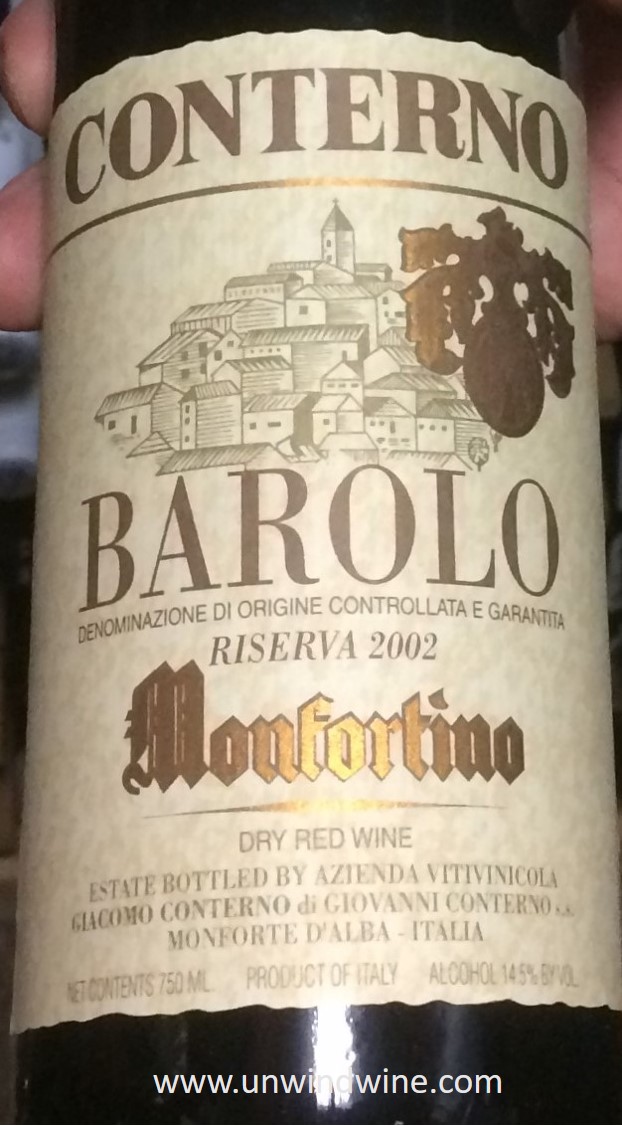 CONTERNO
BAROLO
DENOMINAZIONE DI ORIGINE CONTROLLATA E GARANTITA
RISERVA 2002
Monfortino
DRY RED WINE
ESTATE BOTTLED BY AZIENDA VITIVINICOLA
GIACOMO CONTERNO di GIOVANNI CONTERNO
MONFORTE D'ALBA - ITALIA
NET CONTENTS 750 ML. PRODUCT OF ITALY ALCOHOL 14.5% BY VOL.
www.unwindwine.com